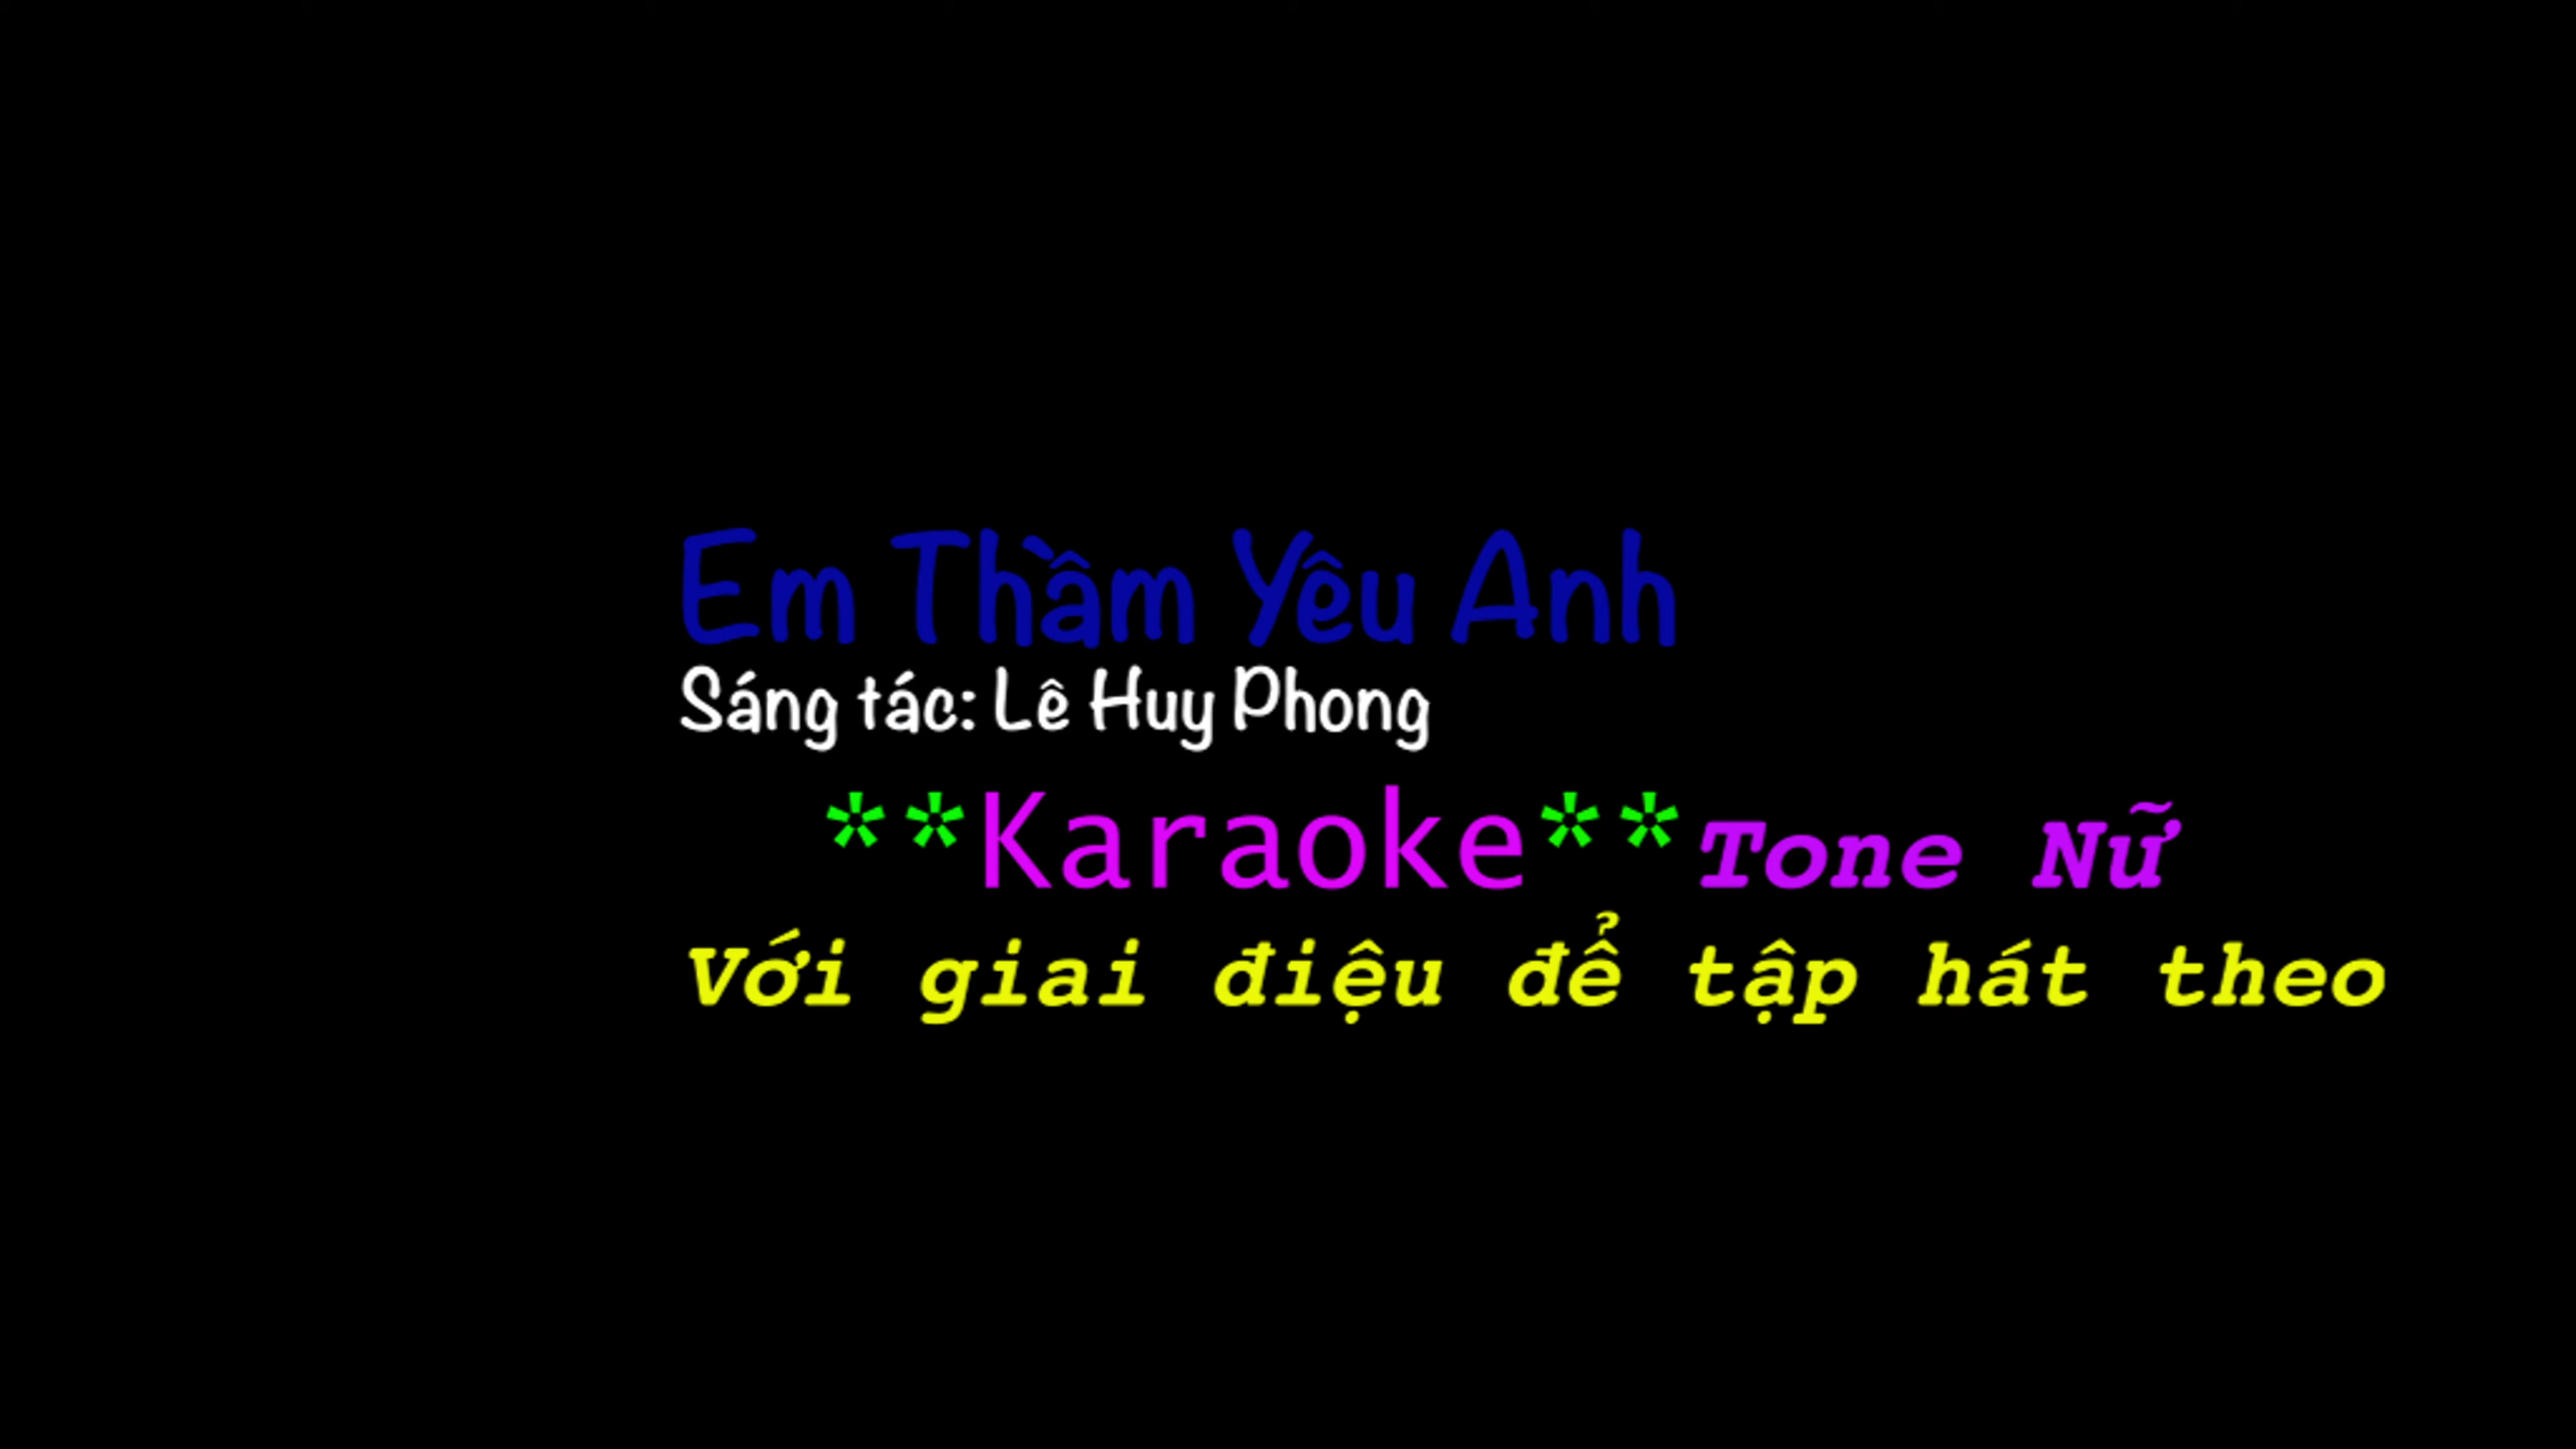 Em Thầm Yêu Anh
Sáng tác: Lê Huy Phong
**Karaoke** Tone Nữ
Với giai điệu để tập hát theo